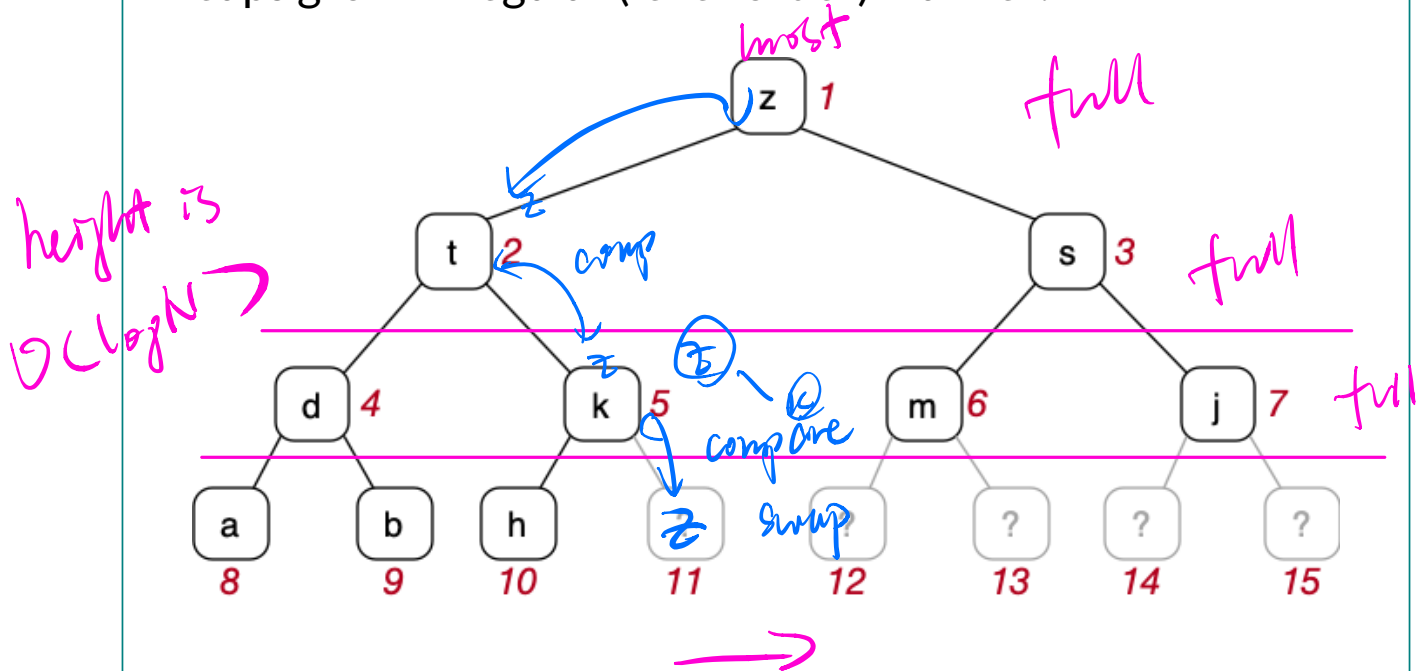 most
z 1
full
height is
O(logN)
z
t 2
comp
s 3
full
z
z
k
d 4
k 5
compare
m 6
j 7
full
a
b
h
z
swap
?
?
?
?
8
9
10
11
12
13
14
15